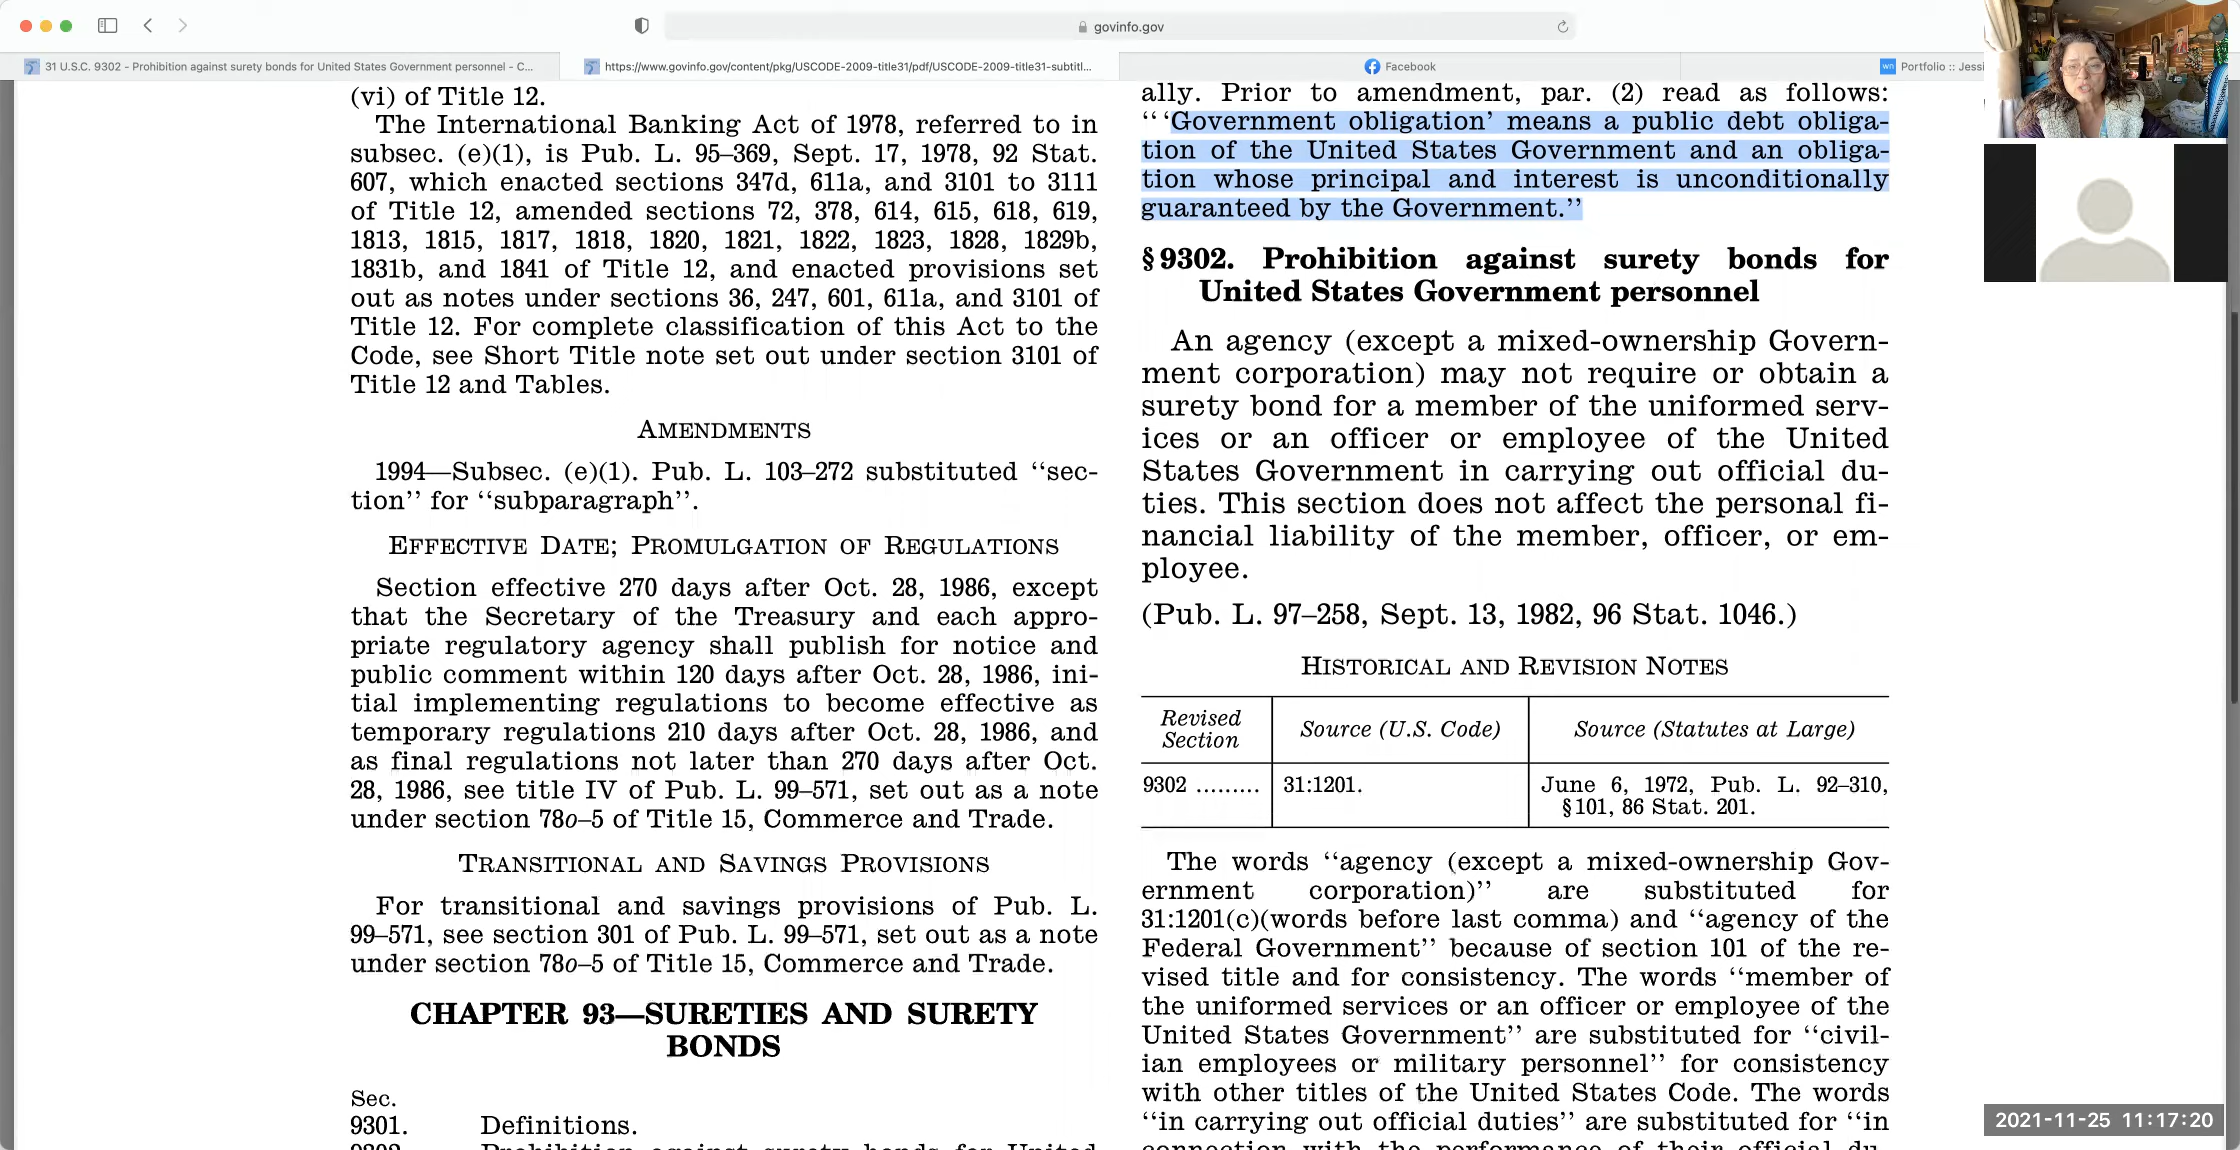 govinfo.gov
31 U.S.C. 9302 - Prohibition against surety bonds for United States Government personnel - C...
https://www.govinfo.gov/content/pkg/USCODE-2009-title31/pdf/USCODE-2009-title31-subtitl...
Facebook
wn Portfolio :: Jessi
(vi) of Title 12.
The International Banking Act of 1978, referred to in
subsec. (e)(1), is Pub. L. 95–369, Sept. 17, 1978, 92 Stat.
607, which enacted sections 347d, 611a, and 3101 to 3111
of Title 12, amended sections 72, 378, 614, 615, 618, 619,
1813, 1815, 1817, 1818, 1820, 1821, 1822, 1823, 1828, 1829b,
1831b, and 1841 of Title 12, and enacted provisions set
out as notes under sections 36, 247, 601, 611a, and 3101 of
Title 12. For complete classification of this Act to the
Code, see Short Title note set out under section 3101 of
Title 12 and Tables.
AMENDMENTS
1994—Subsec. (e)(1). Pub. L. 103–272 substituted ‘‘sec-
tion’’ for ‘‘subparagraph’’.
EFFECTIVE DATE; PROMULGATION OF REGULATIONS
Section effective 270 days after Oct. 28, 1986, except
that the Secretary of the Treasury and each appro-
priate regulatory agency shall publish for notice and
public comment within 120 days after Oct. 28, 1986, ini-
tial implementing regulations to become effective as
temporary regulations 210 days after Oct. 28, 1986, and
as final regulations not later than 270 days after Oct.
28, 1986, see title IV of Pub. L. 99–571, set out as a note
under section 78o–5 of Title 15, Commerce and Trade.
TRANSITIONAL AND SAVINGS PROVISIONS
For transitional and savings provisions of Pub. L.
99–571, see section 301 of Pub. L. 99–571, set out as a note
under section 78o–5 of Title 15, Commerce and Trade.
CHAPTER 93—SURETIES AND SURETY
BONDS
Sec.
9301. Definitions.
9302. Prohibition against surety bonds for United
ally. Prior to amendment, par. (2) read as follows:
‘‘ ‘Government obligation’ means a public debt obliga-
tion of the United States Government and an obliga-
tion whose principal and interest is unconditionally
guaranteed by the Government.’’
§ 9302. Prohibition against surety bonds for
United States Government personnel
An agency (except a mixed-ownership Govern-
ment corporation) may not require or obtain a
surety bond for a member of the uniformed serv-
ices or an officer or employee of the United
States Government in carrying out official du-
ties. This section does not affect the personal fi-
nancial liability of the member, officer, or em-
ployee.
(Pub. L. 97–258, Sept. 13, 1982, 96 Stat. 1046.)
HISTORICAL AND REVISION NOTES
Revised Section Source (U.S. Code) Source (Statutes at Large)
9302 ......... 31:1201. June 6, 1972, Pub. L. 92–310,
§ 101, 86 Stat. 201.
The words ‘‘agency (except a mixed-ownership Gov-
ernment corporation)’’ are substituted for
31:1201(c)(words before last comma) and ‘‘agency of the
Federal Government’’ because of section 101 of the re-
vised title and for consistency. The words ‘‘member of
the uniformed services or an officer or employee of the
United States Government’’ are substituted for ‘‘civil-
ian employees or military personnel’’ for consistency
with other titles of the United States Code. The words
‘‘in carrying out official duties’’ are substituted for ‘‘in
connection with the performance of their official du-
2021-11-25 11:17:20